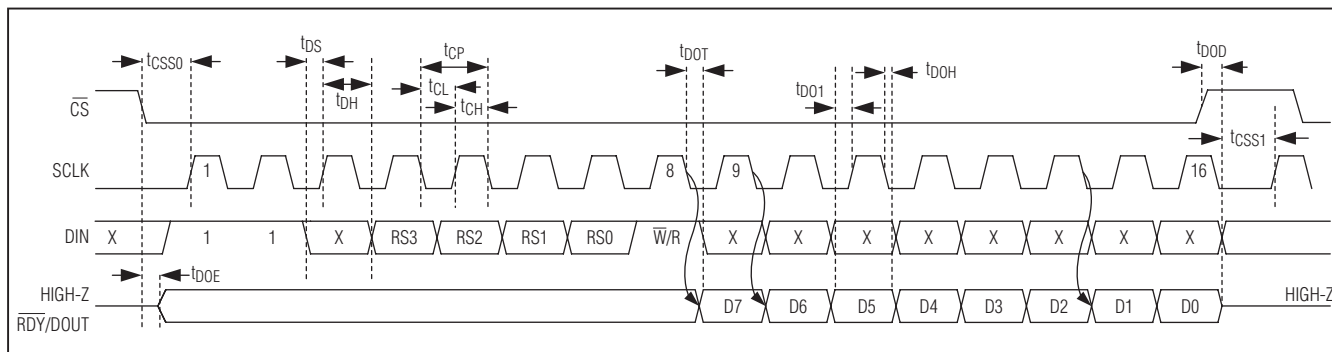 tCSS0
tDS
tDH
tCP
tCL
tCH
tDOT
tDO1
tDOH
tDOD
tCSS1
CS
SCLK 1 8 9 16
DIN X 1 1 X RS3 RS2 RS1 RS0 W/R X X X X X X X X
tDOE
HIGH-Z HIGH-Z
RDY/DOUT D7 D6 D5 D4 D3 D2 D1 D0